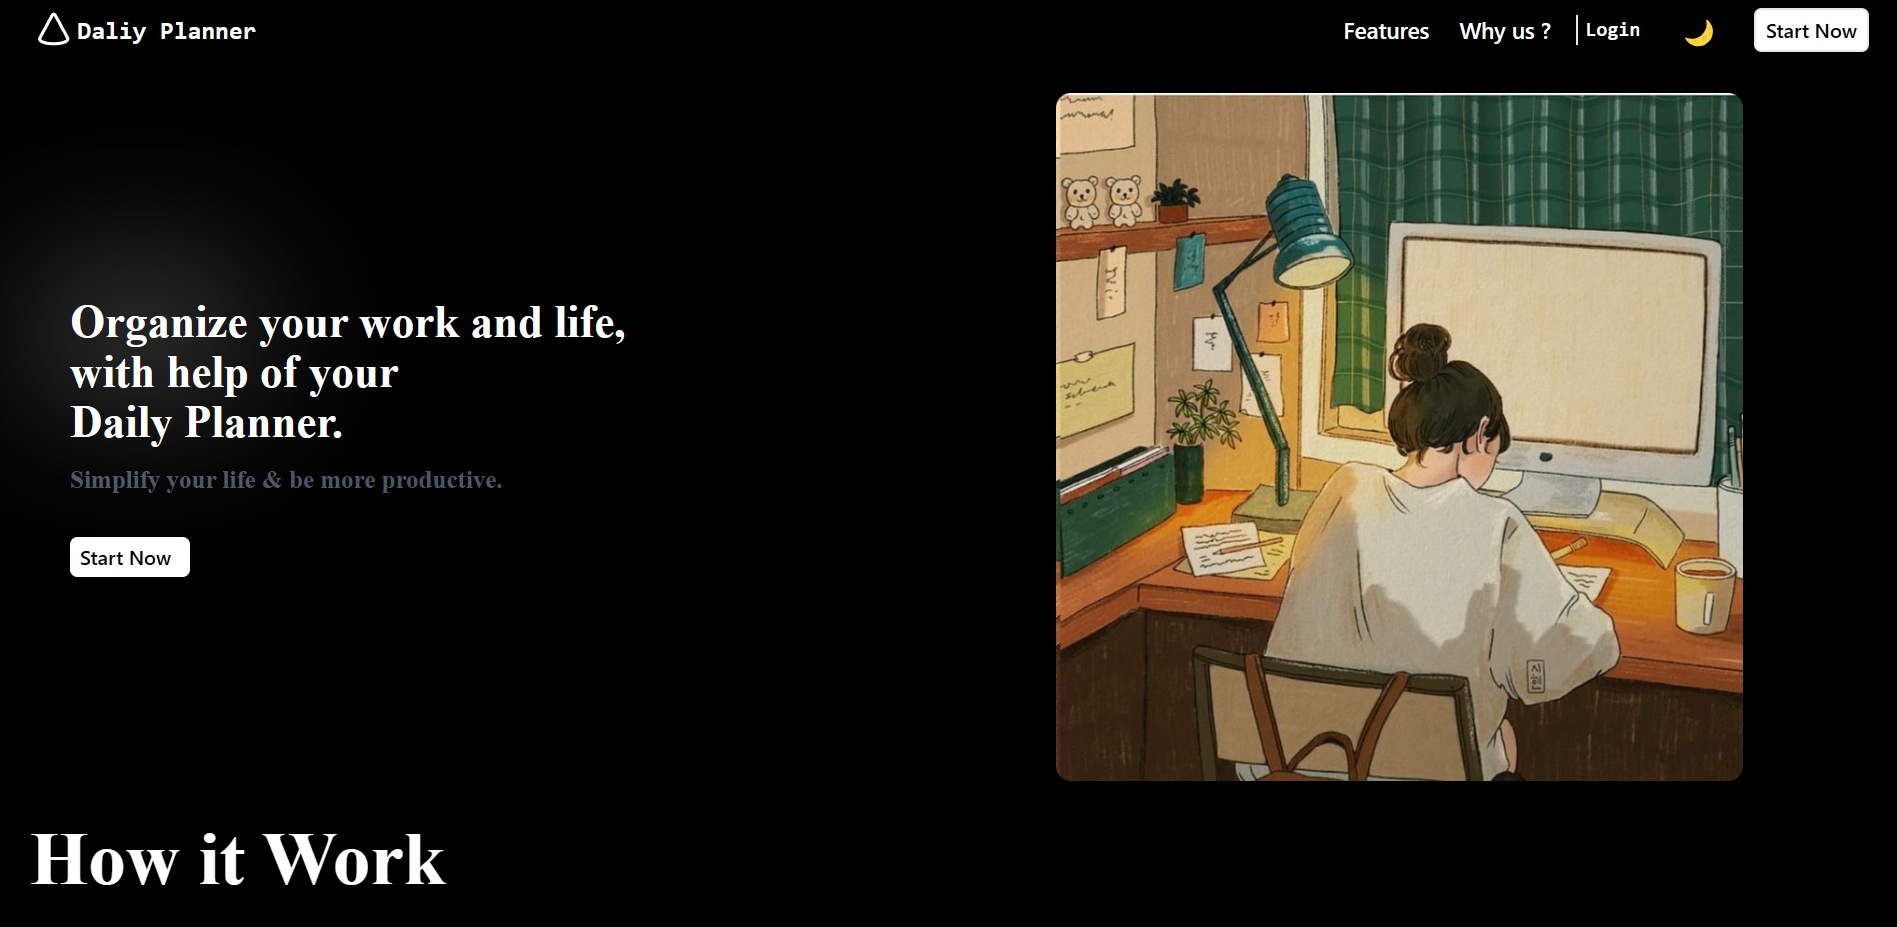 Daliy Planner
Features
Why us ?
Login
Start Now
Organize your work and life,
with help of your
Daily Planner.
Simplify your life & be more productive.
Start Now
How it Work